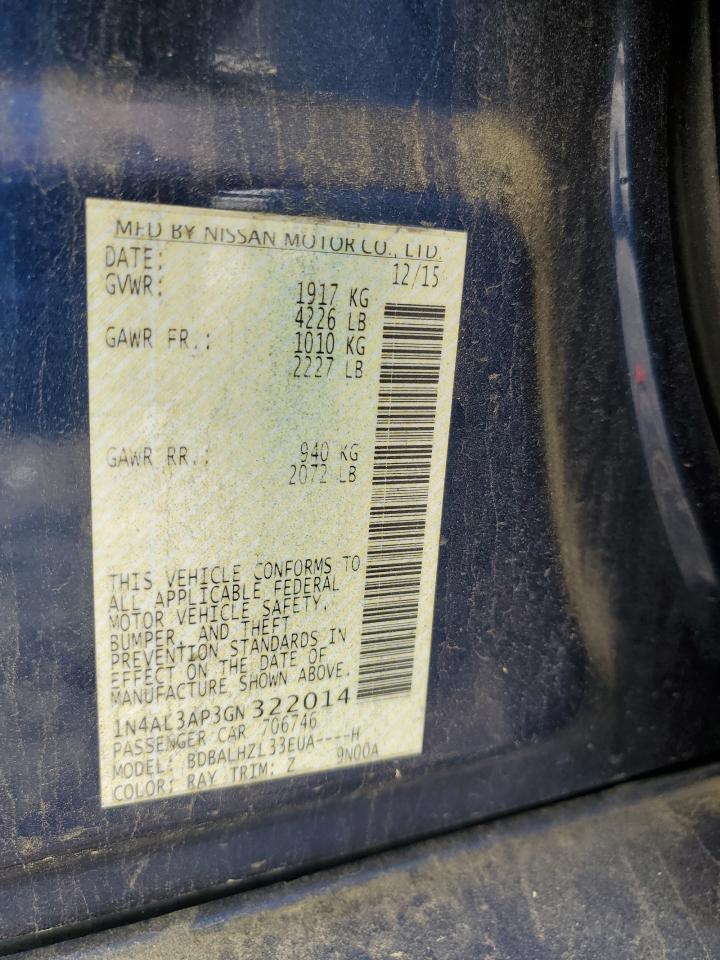 MFD BY NISSAN MOTOR CO., LTD.
DATE: 12/15
GVWR: 1917 KG
4226 LB
GAWR FR.: 1010 KG
2227 LB
GAWR RR.: 940 KG
2072 LB
THIS VEHICLE CONFORMS TO
ALL APPLICABLE FEDERAL
MOTOR VEHICLE SAFETY,
BUMPER, AND THEFT
PREVENTION STANDARDS IN
EFFECT ON THE DATE OF
MANUFACTURE SHOWN ABOVE.
1N4AL3AP3GN322014
PASSENGER CAR 706746
MODEL: BDBALHZL33EUA----H
COLOR: RAY TRIM: Z 9N00A